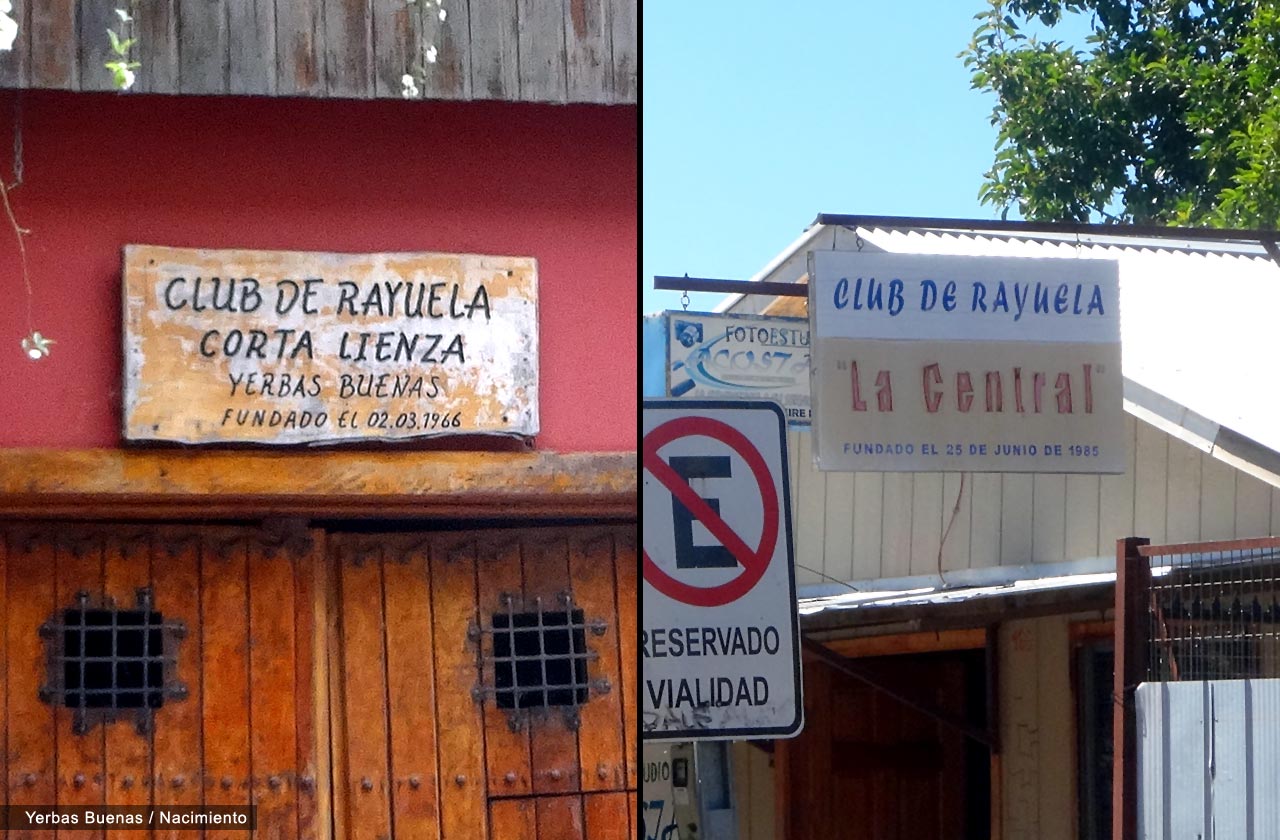 CLUB DE RAYUELA
CORTA LIENZA
YERBAS BUENAS
FUNDADO EL 02.03.1966
CLUB DE RAYUELA
"La Central"
FUNDADO EL 25 DE JUNIO DE 1985
FOTOESTU
COSTA
E
RESERVADO
VIALIDAD
UDIO
Yerbas Buenas / Nacimiento